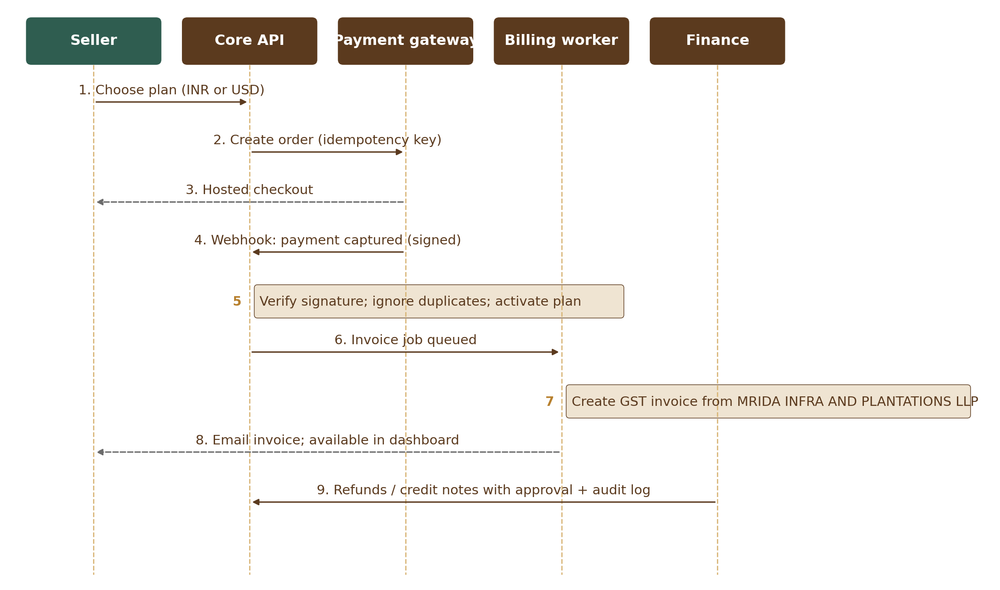 Seller
Core API
Payment gateway
Billing worker
Finance
1. Choose plan (INR or USD)
2. Create order (idempotency key)
3. Hosted checkout
4. Webhook: payment captured (signed)
5 Verify signature; ignore duplicates; activate plan
6. Invoice job queued
7 Create GST invoice from MRIDA INFRA AND PLANTATIONS LLP
8. Email invoice; available in dashboard
9. Refunds / credit notes with approval + audit log